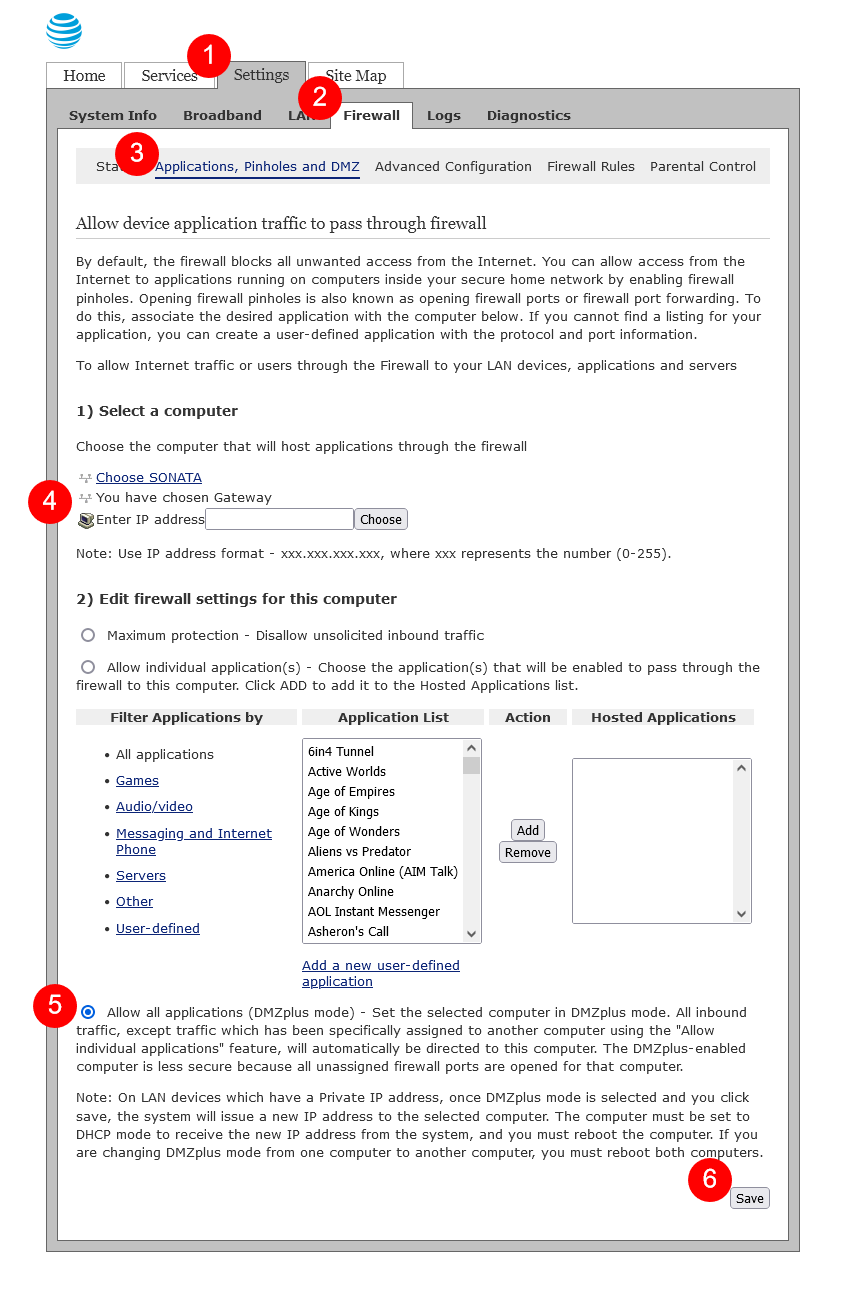 1
Home Services Settings Site Map
2
System Info Broadband LAN Firewall Logs Diagnostics
3
Applications, Pinholes and DMZ Advanced Configuration Firewall Rules Parental Control
Allow device application traffic to pass through firewall
By default, the firewall blocks all unwanted access from the Internet. You can allow access from the
Internet to applications running on computers inside your secure home network by enabling firewall
pinholes. Opening firewall pinholes is also known as opening firewall ports or firewall port forwarding. To
do this, associate the desired application with the computer below. If you cannot find a listing for your
application, you can create a user-defined application with the protocol and port information.
To allow Internet traffic or users through the Firewall to your LAN devices, applications and servers
1) Select a computer
Choose the computer that will host applications through the firewall
Choose SONATA
4
You have chosen Gateway
Enter IP address Choose
Note: Use IP address format - xxx.xxx.xxx.xxx, where xxx represents the number (0-255).
2) Edit firewall settings for this computer
Maximum protection - Disallow unsolicited inbound traffic
Allow individual application(s) - Choose the application(s) that will be enabled to pass through the
firewall to this computer. Click ADD to add it to the Hosted Applications list.
Filter Applications by Application List Action Hosted Applications
• All applications
• Games
• Audio/video
• Messaging and Internet
Phone
• Servers
• Other
• User-defined
6in4 Tunnel
Active Worlds
Age of Empires
Age of Kings
Age of Wonders
Aliens vs Predator
America Online (AIM Talk)
Anarchy Online
AOL Instant Messenger
Asheron's Call
Add a new user-defined
application
Add
Remove
5
Allow all applications (DMZplus mode) - Set the selected computer in DMZplus mode. All inbound
traffic, except traffic which has been specifically assigned to another computer using the "Allow
individual applications" feature, will automatically be directed to this computer. The DMZplus-enabled
computer is less secure because all unassigned firewall ports are opened for that computer.
Note: On LAN devices which have a Private IP address, once DMZplus mode is selected and you click
save, the system will issue a new IP address to the selected computer. The computer must be set to
DHCP mode to receive the new IP address from the system, and you must reboot the computer. If you
are changing DMZplus mode from one computer to another computer, you must reboot both computers.
6
Save